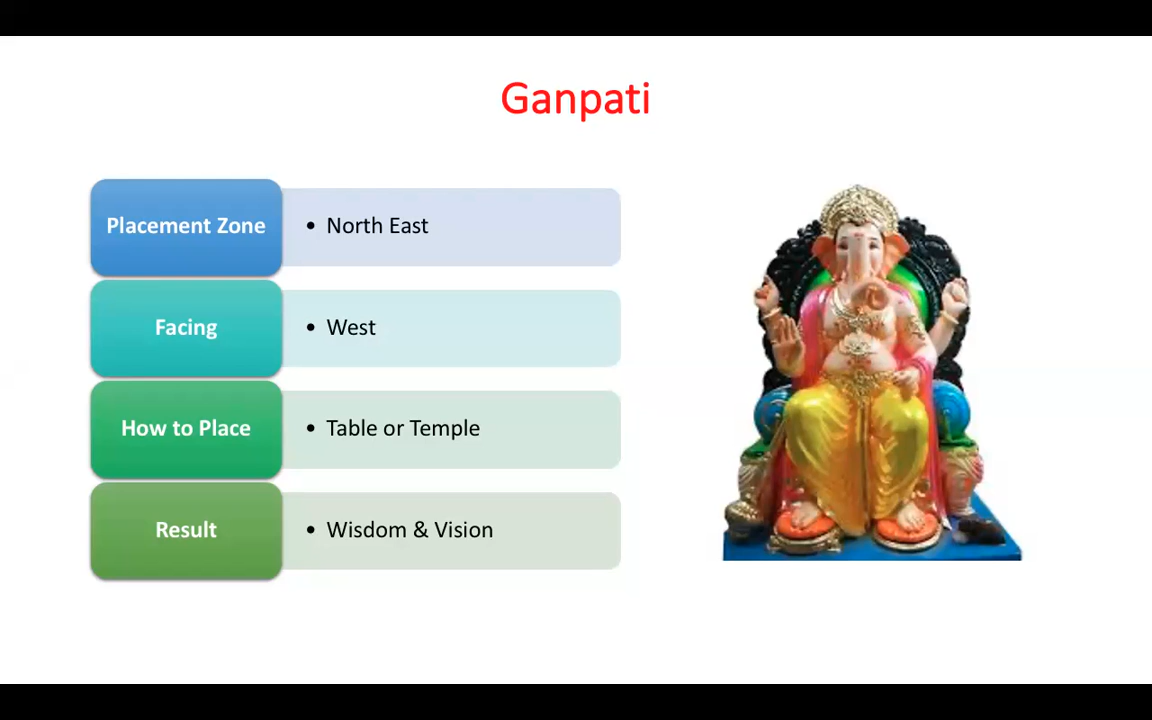 Ganpati
Placement Zone
• North East
Facing
• West
How to Place
• Table or Temple
Result
• Wisdom & Vision